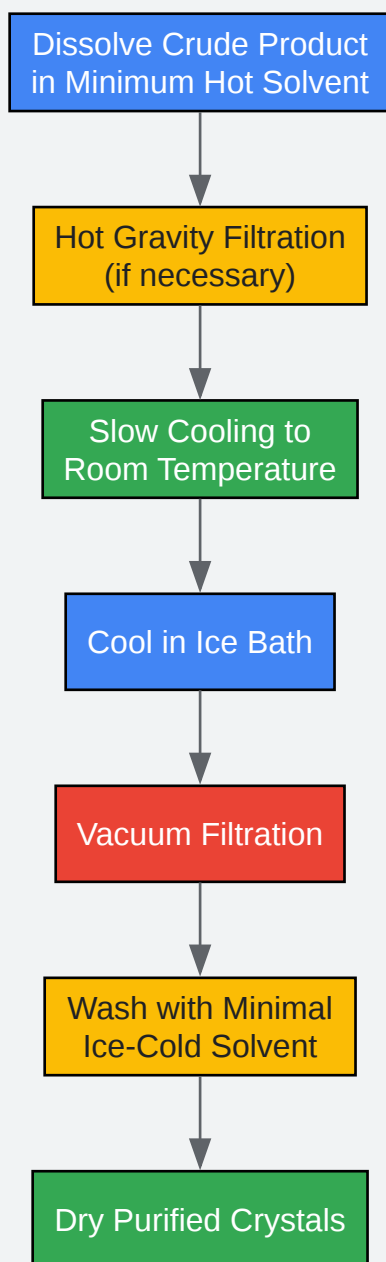 Dissolve Crude Product
in Minimum Hot Solvent
Hot Gravity Filtration
(if necessary)
Slow Cooling to
Room Temperature
Cool in Ice Bath
Vacuum Filtration
Wash with Minimal
Ice-Cold Solvent
Dry Purified Crystals